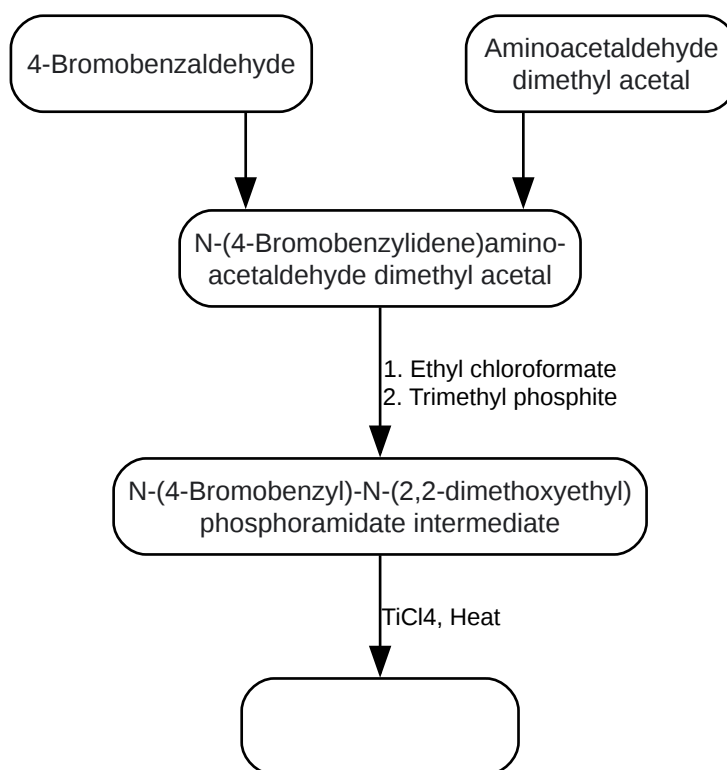 4-Bromobenzaldehyde
Aminoacetaldehyde
dimethyl acetal
N-(4-Bromobenzylidene)amino-
acetaldehyde dimethyl acetal
1. Ethyl chloroformate
2. Trimethyl phosphite
N-(4-Bromobenzyl)-N-(2,2-dimethoxyethyl)
phosphoramidate intermediate
TiCl4, Heat